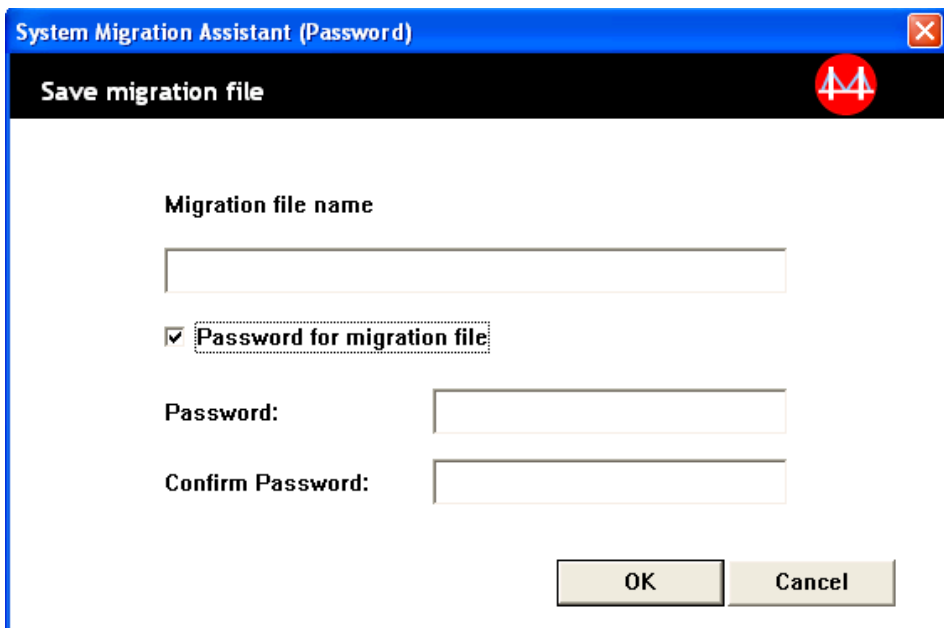 System Migration Assistant (Password)
Save migration file
Migration file name
Password for migration file
Password:
Confirm Password:
OK Cancel